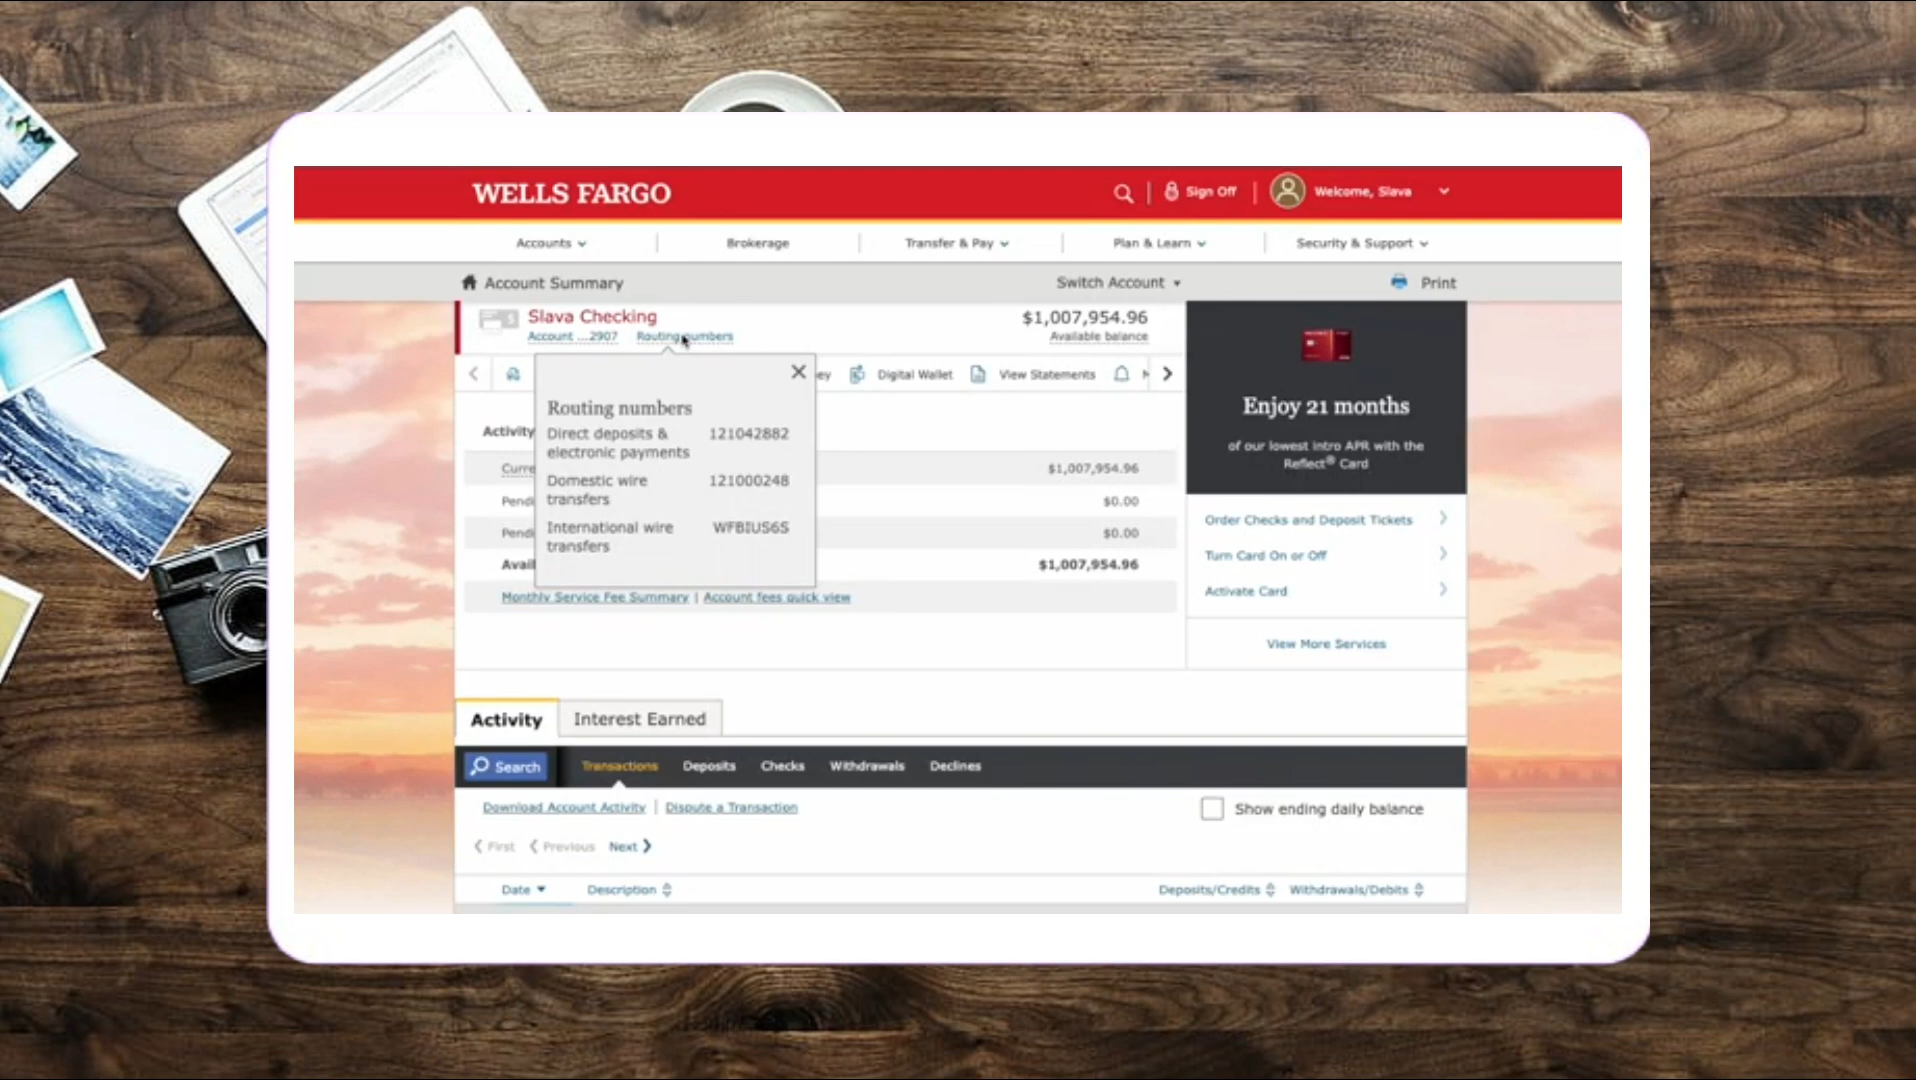 WELLS FARGO
Sign Off
Welcome, Slava
Accounts
Brokerage
Transfer & Pay
Plan & Learn
Security & Support
Account Summary
Switch Account
Print
Slava Checking
$1,007,954.96
Account ...2907
Routing numbers
Available balance
ey
Digital Wallet
View Statements
Routing numbers
Direct deposits &
electronic payments
121042882
Domestic wire
transfers
121000248
International wire
transfers
WFBIUS6S
Activity
Curre
$1,007,954.96
Pendi
$0.00
Pendi
$0.00
Avail
$1,007,954.96
Monthly Service Fee Summary | Account fees quick view
Enjoy 21 months
of our lowest intro APR with the
Reflect® Card
Order Checks and Deposit Tickets
Turn Card On or Off
Activate Card
View More Services
Activity
Interest Earned
Search
Transactions
Deposits
Checks
Withdrawals
Declines
Download Account Activity | Dispute a Transaction
Show ending daily balance
First
Previous
Next
Date
Description
Deposits/Credits
Withdrawals/Debits